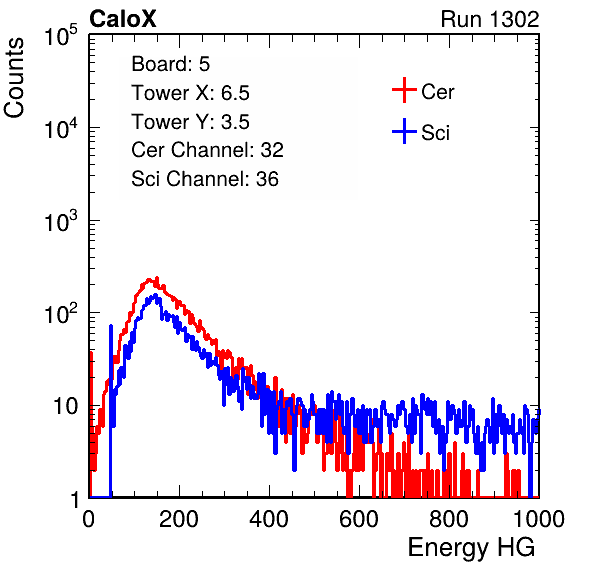 CaloX Run 1302
Counts
Board: 5
Tower X: 6.5
Tower Y: 3.5
Cer Channel: 32
Sci Channel: 36
Cer
Sci
10^5
10^4
10^3
10^2
10
1
0 200 400 600 800 1000
Energy HG